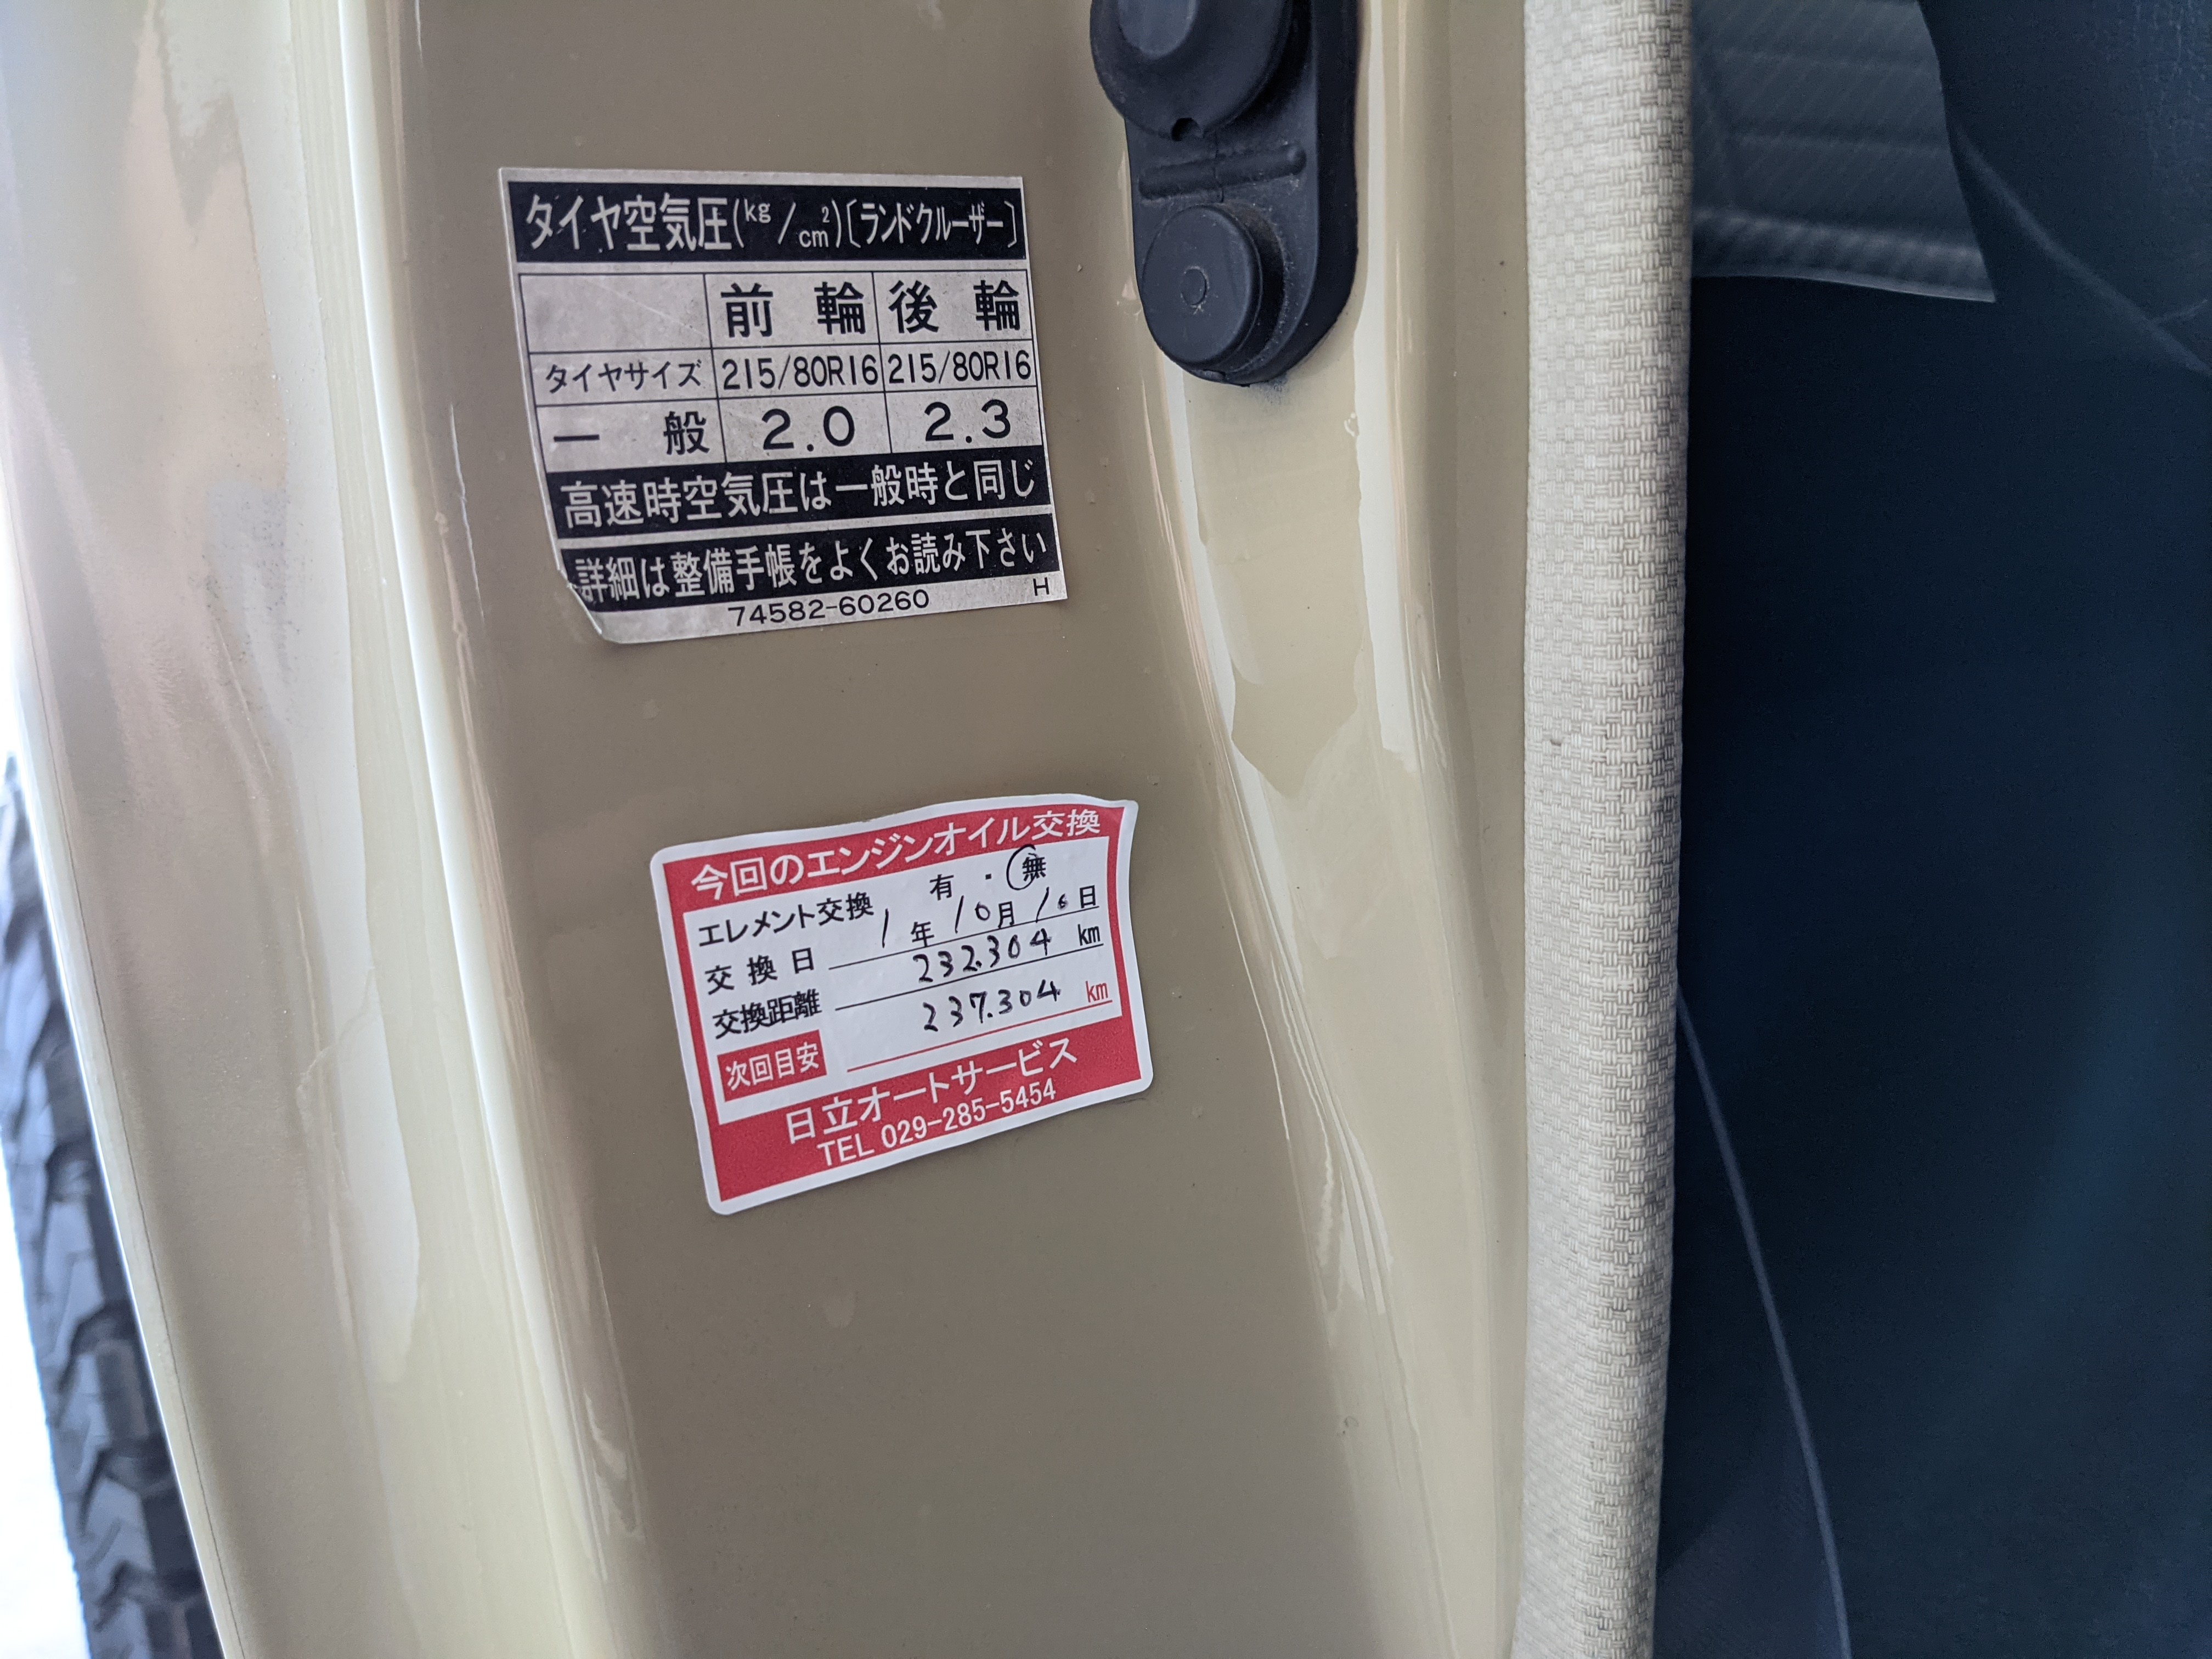 タイヤ空気圧(kg/cm²)〔ランドクルーザー〕
前輪 後輪
タイヤサイズ 215/80R16 215/80R16
一般 2.0 2.3
高速時空気圧は一般時と同じ
詳細は整備手帳をよくお読み下さい
74582-60260 H
今回のエンジンオイル交換
エレメント交換 有・無
交換日 1年10月16日
交換距離 232.304 km
次回目安 237.304 km
日立オートサービス
TEL 029-285-5454